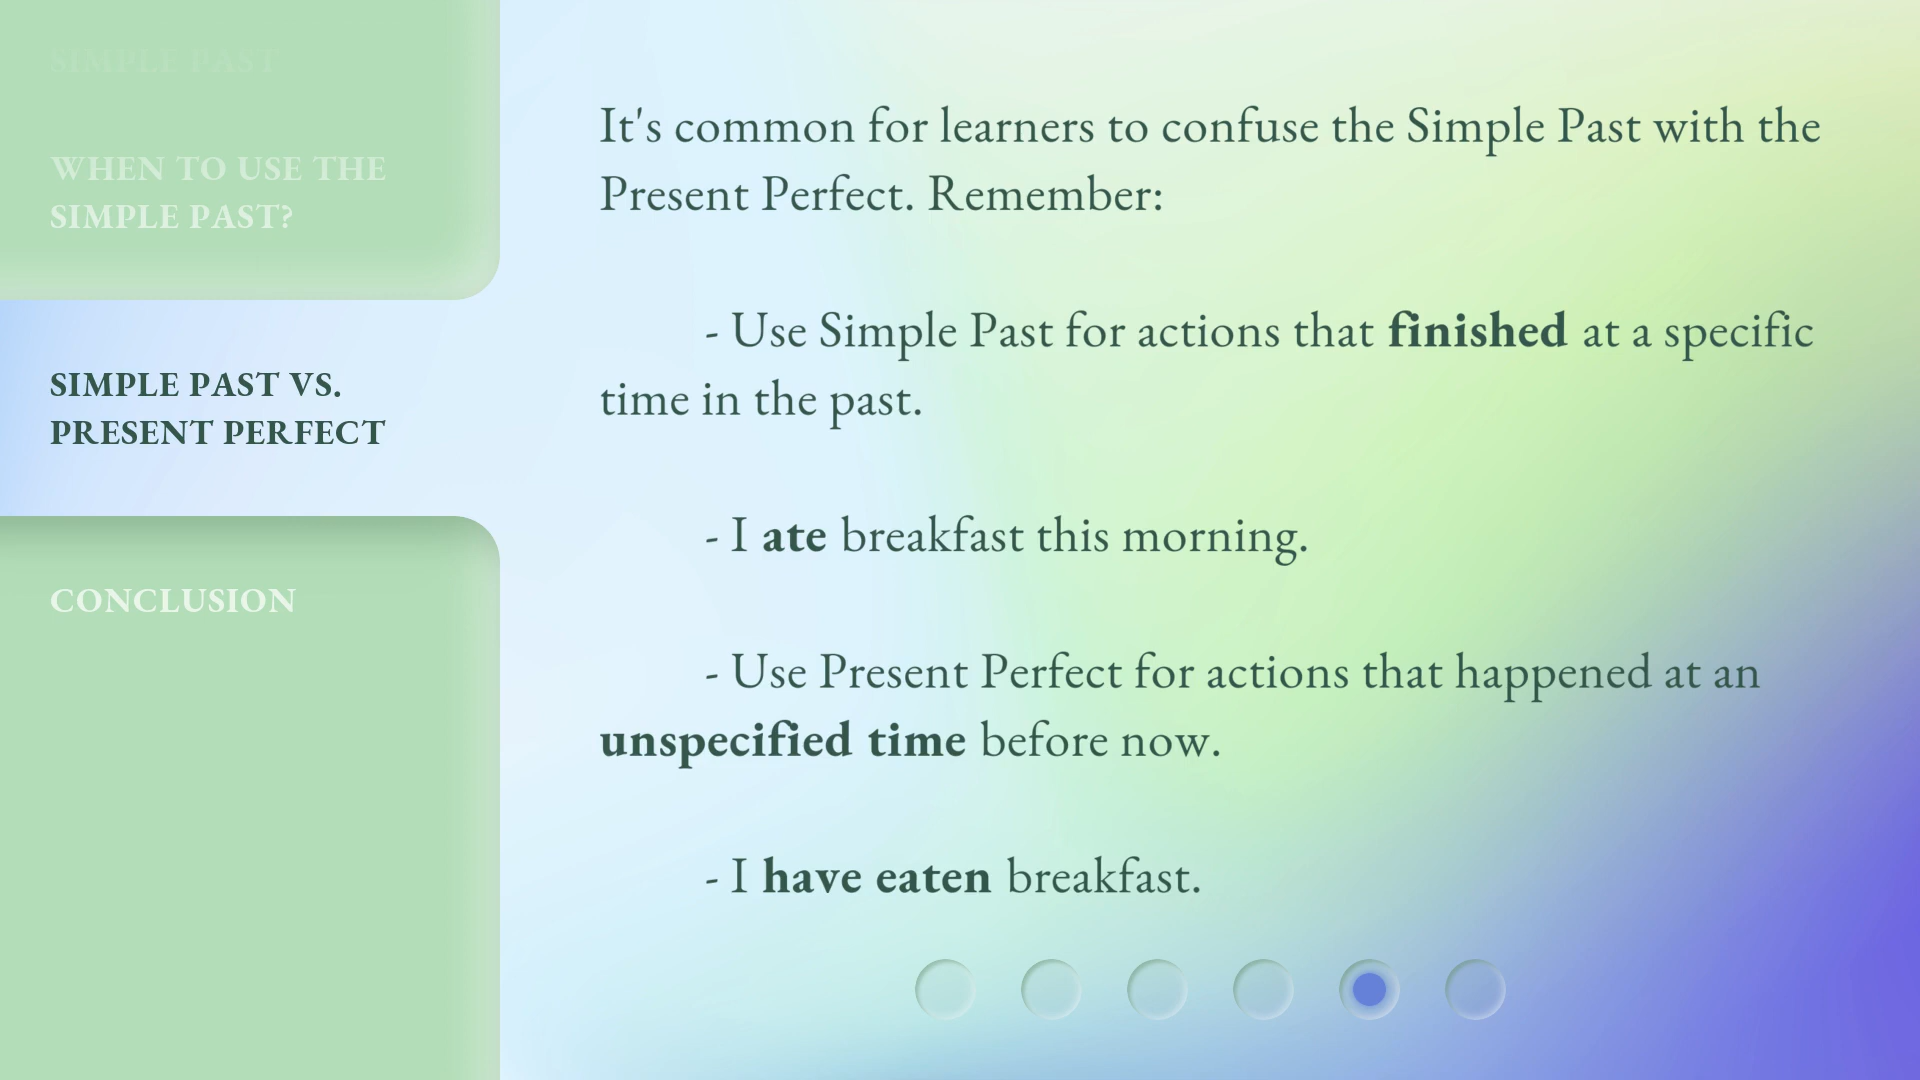 SIMPLE PAST
WHEN TO USE THE
SIMPLE PAST?
SIMPLE PAST VS.
PRESENT PERFECT
CONCLUSION
It's common for learners to confuse the Simple Past with the
Present Perfect. Remember:
- Use Simple Past for actions that finished at a specific
time in the past.
- I ate breakfast this morning.
- Use Present Perfect for actions that happened at an
unspecified time before now.
- I have eaten breakfast.